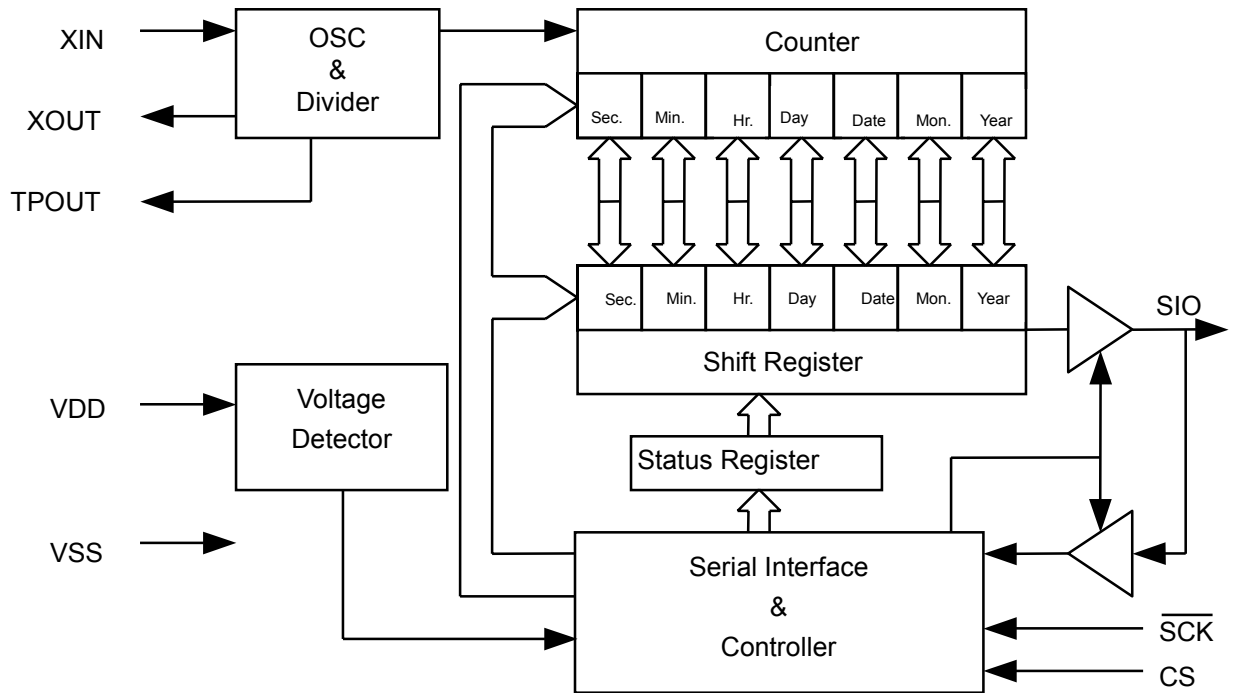 XIN
OSC
&
Divider
Counter
XOUT
Sec. Min. Hr. Day Date Mon. Year
TPOUT
Sec. Min. Hr. Day Date Mon. Year
SIO
Shift Register
VDD
Voltage
Detector
Status Register
VSS
Serial Interface
&
Controller
S̅C̅K̅
CS